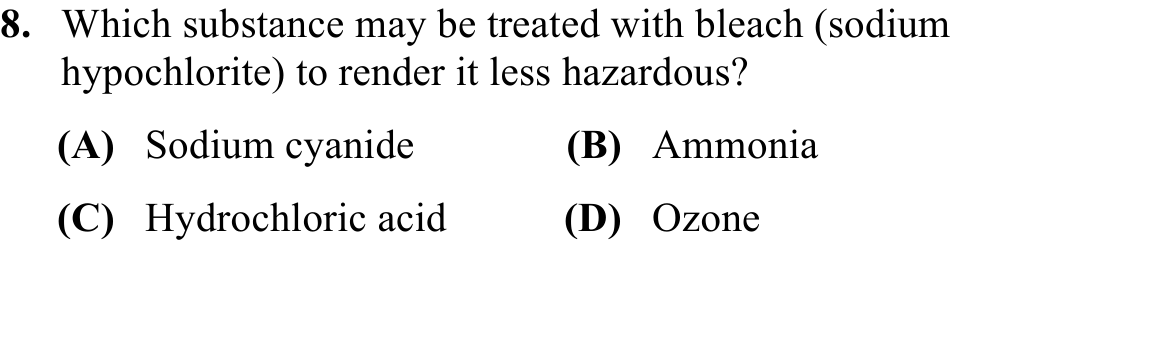 8. Which substance may be treated with bleach (sodium
hypochlorite) to render it less hazardous?
(A) Sodium cyanide (B) Ammonia
(C) Hydrochloric acid (D) Ozone